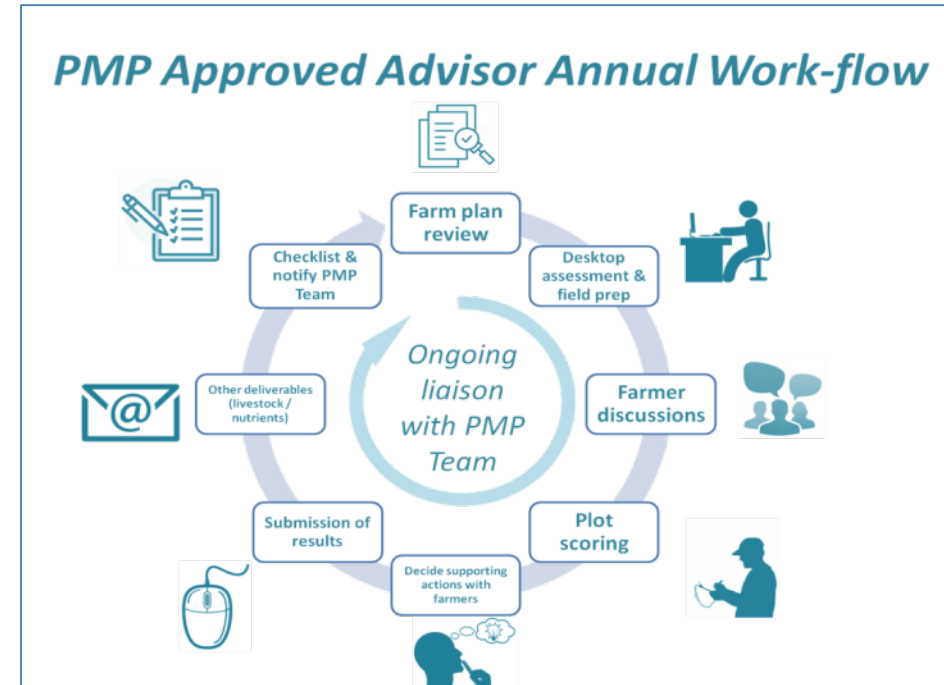 PMP Approved Advisor Annual Work-flow
Farm plan
review
Desktop
assessment &
field prep
Farmer
discussions
Plot
scoring
Decide supporting
actions with
farmers
Submission of
results
Other deliverables
(livestock /
nutrients)
Checklist &
notify PMP
Team
Ongoing
liaison
with PMP
Team
@